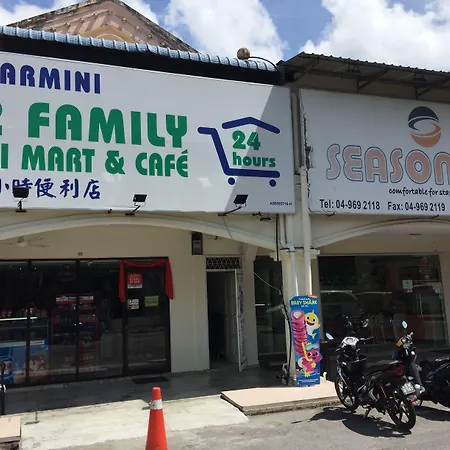 ARMINI
FAMILY
I MART & CAFÉ
24
hours
小時便利店
SEASON
comfortable for sta
Tel: 04-969 2118 Fax: 04-969 2119
BABY SHARK